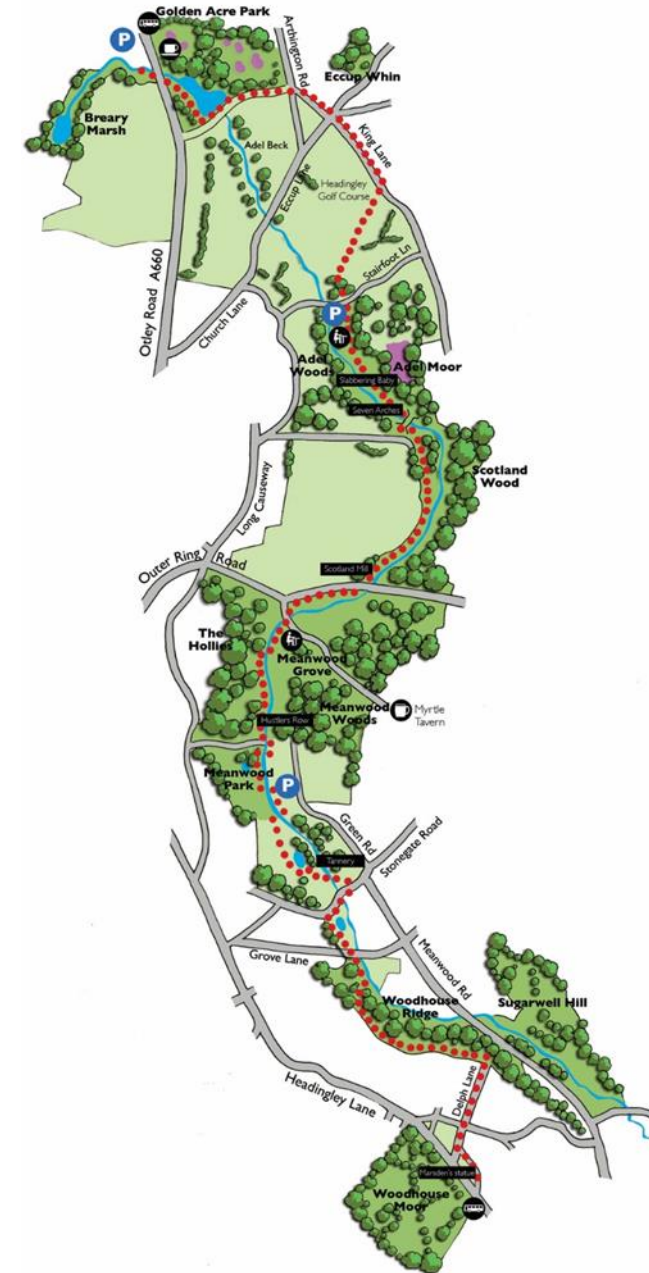 Golden Acre Park
P
Arthington Rd
Eccup Whin
Breary
Marsh
King Lane
Adel Beck
Eccup Lane
Headingley
Golf Course
Otley Road A660
Stairfoot Ln
Church Lane
P
Adel
Woods
Adel Moor
Slabbering Baby
Seven Arches
Scotland
Wood
Long Causeway
Outer Ring Road
Scotland Mill
The
Hollies
Meanwood
Grove
Meanwood
Woods
Myrtle
Tavern
Hustlers Row
Meanwood
Park
P
Green Rd
Stonegate Road
Tannery
Grove Lane
Meanwood Rd
Woodhouse
Ridge
Sugarwell Hill
Delph Lane
Headingley Lane
Marsden's statue
Woodhouse
Moor